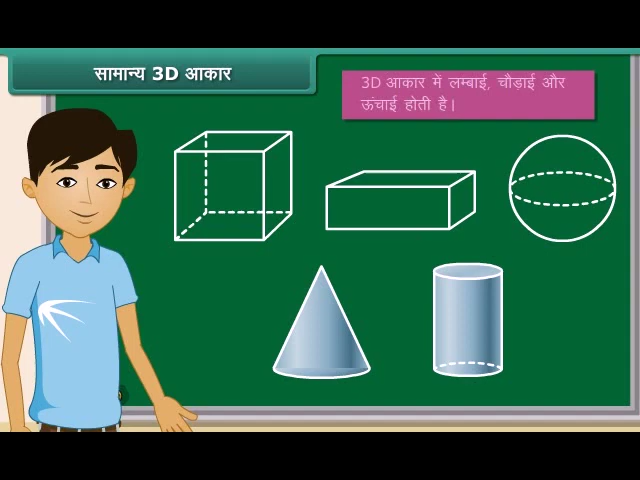 सामान्य 3D आकार
3D आकार में लम्बाई, चौड़ाई और
ऊंचाई होती है।